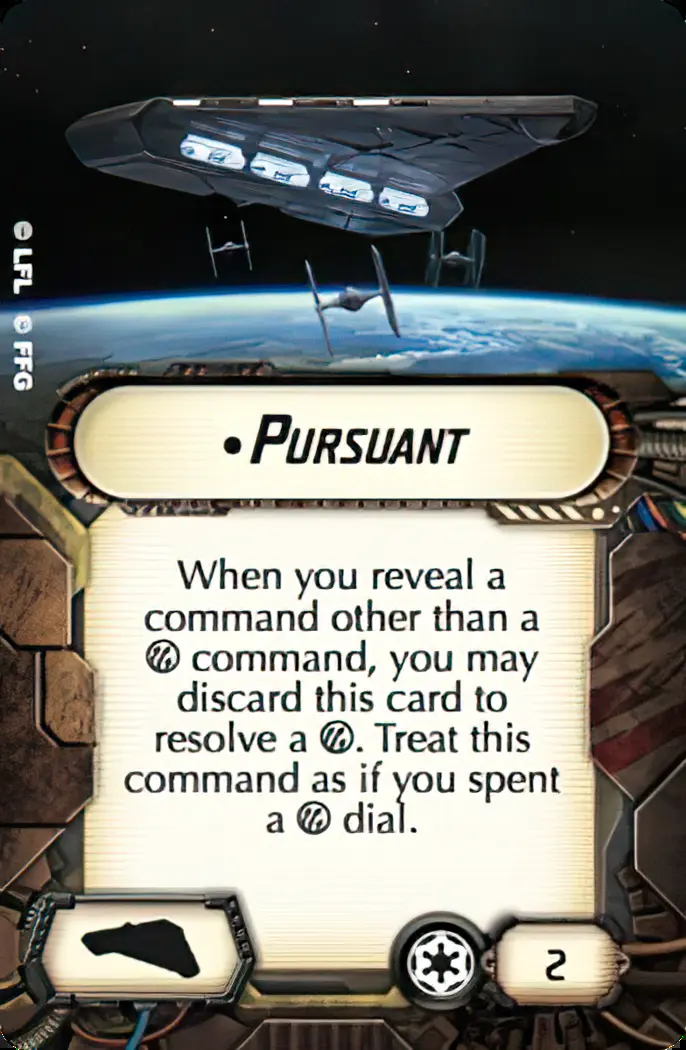 © LFL © FFG
• PURSUANT
When you reveal a
command other than a
command, you may
discard this card to
resolve a . Treat this
command as if you spent
a dial.
2